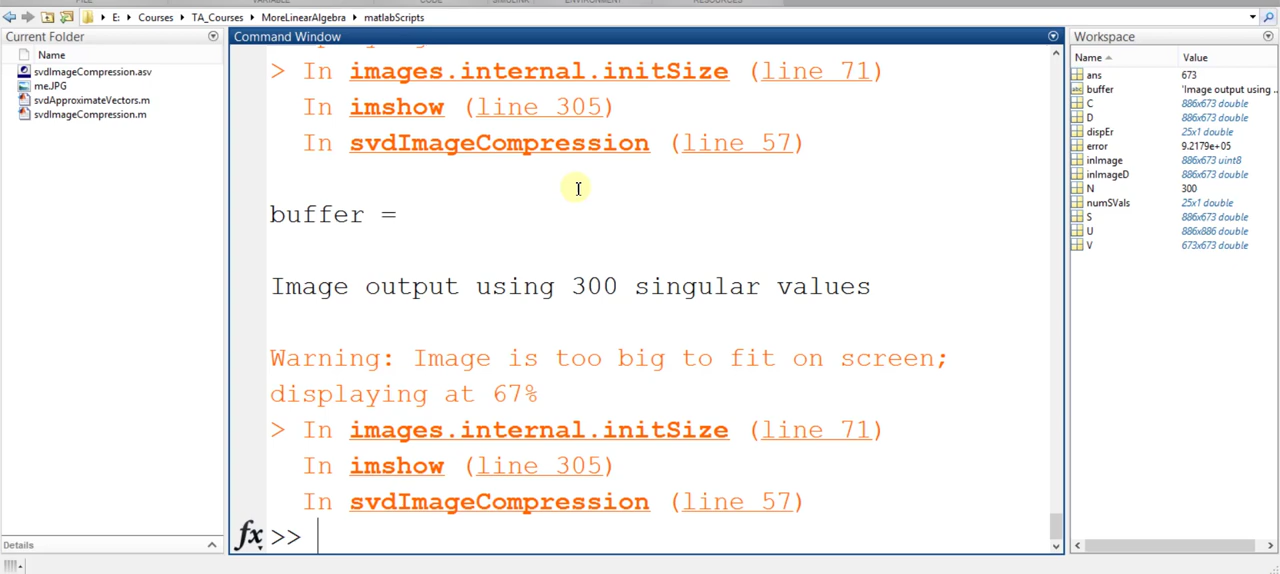 E: ▸ Courses ▸ TA_Courses ▸ MoreLinearAlgebra ▸ matlabScripts
Current Folder
Name
svdImageCompression.asv
me.JPG
svdApproximateVectors.m
svdImageCompression.m
Details
Command Window
> In images.internal.initSize (line 71)
In imshow (line 305)
In svdImageCompression (line 57)
buffer =
Image output using 300 singular values
Warning: Image is too big to fit on screen;
displaying at 67%
> In images.internal.initSize (line 71)
In imshow (line 305)
In svdImageCompression (line 57)
fx >>
Workspace
Name Value
ans 673
abc buffer 'Image output using ...
C 886x673 double
D 886x673 double
dispEr 25x1 double
error 9.2179e+05
inImage 886x673 uint8
inImageD 886x673 double
N 300
numSVals 25x1 double
S 886x673 double
U 886x886 double
V 673x673 double